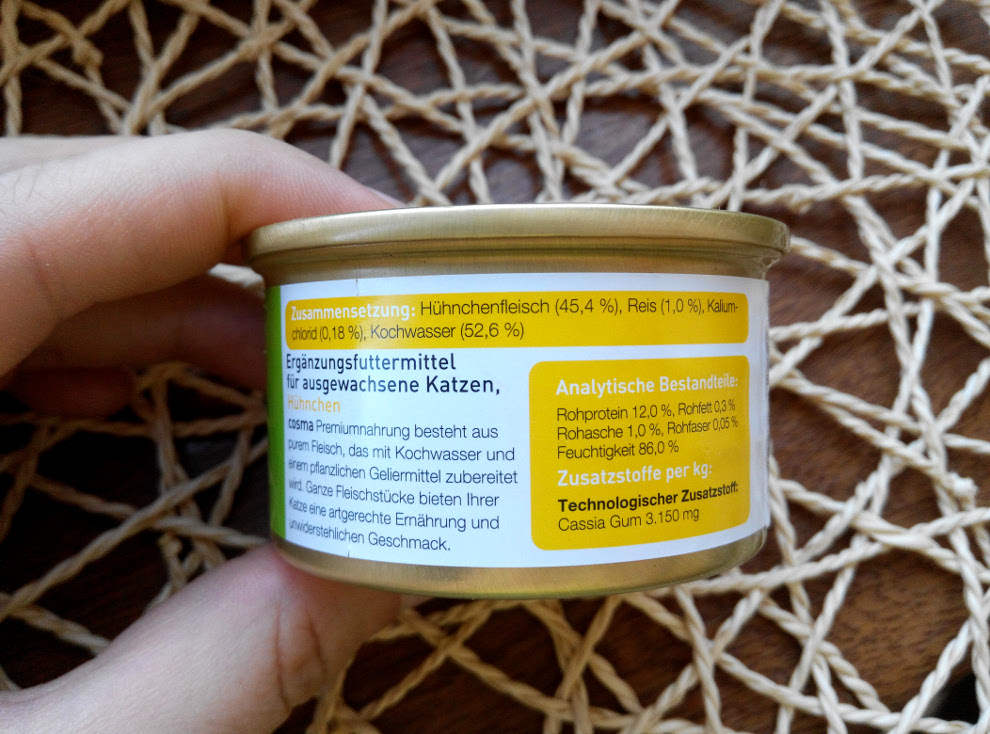 Zusammensetzung: Hühnchenfleisch (45,4 %), Reis (1,0 %), Kalium-
chlorid (0,18 %), Kochwasser (52,6 %)
Ergänzungsfuttermittel
für ausgewachsene Katzen,
Hühnchen
cosma Premiumnahrung besteht aus
purem Fleisch, das mit Kochwasser und
einem pflanzlichen Geliermittel zubereitet
wird. Ganze Fleischstücke bieten Ihrer
Katze eine artgerechte Ernährung und
unwiderstehlichen Geschmack.
Analytische Bestandteile:
Rohprotein 12,0 %, Rohfett 0,3 %
Rohasche 1,0 %, Rohfaser 0,05 %
Feuchtigkeit 86,0 %
Zusatzstoffe per kg:
Technologischer Zusatzstoff:
Cassia Gum 3.150 mg